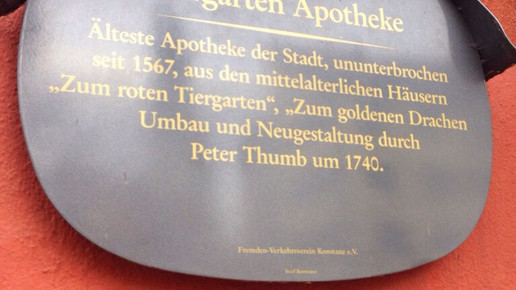 garten Apotheke
Älteste Apotheke der Stadt, ununterbrochen
seit 1567, aus den mittelalterlichen Häusern
„Zum roten Tiergarten“, „Zum goldenen Drachen
Umbau und Neugestaltung durch
Peter Thumb um 1740.
Fremden-Verkehrsverein Konstanz e.V.